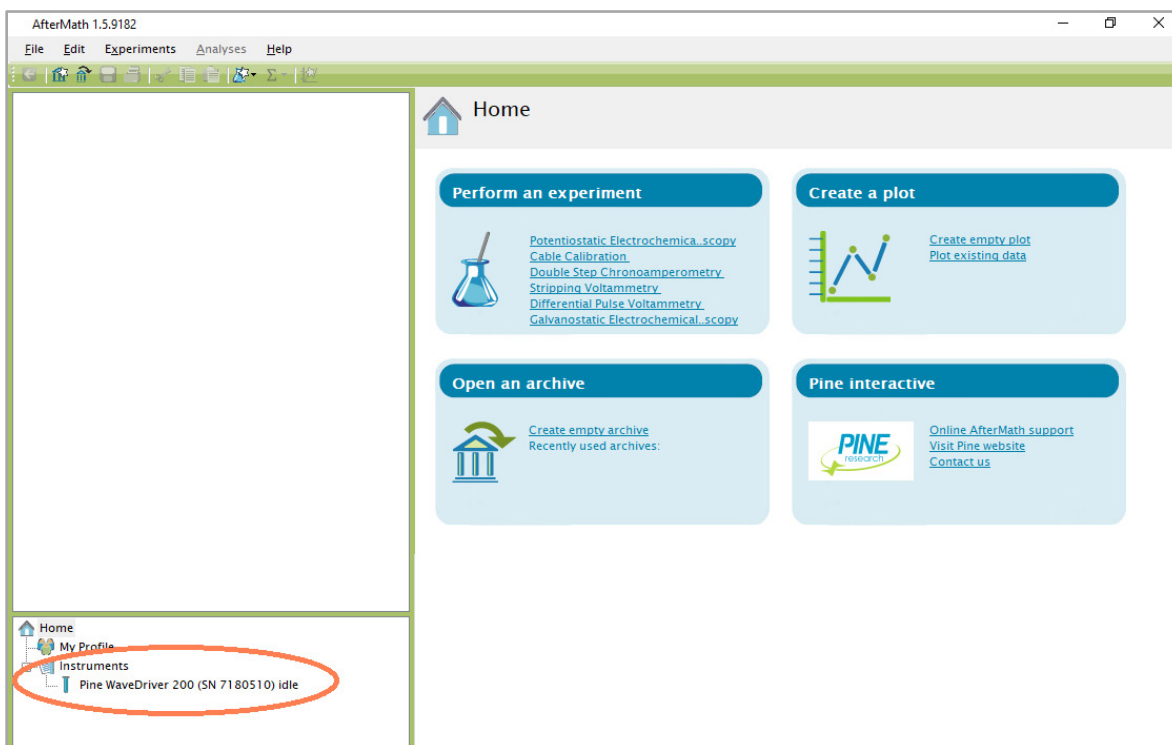 AfterMath 1.5.9182
File Edit Experiments Analyses Help
Home
Perform an experiment
Potentiostatic Electrochemica..scopy
Cable Calibration
Double Step Chronoamperometry
Stripping Voltammetry
Differential Pulse Voltammetry
Galvanostatic Electrochemical..scopy
Create a plot
Create empty plot
Plot existing data
Open an archive
Create empty archive
Recently used archives:
Pine interactive
PINE
research
Online AfterMath support
Visit Pine website
Contact us
Home
My Profile
Instruments
Pine WaveDriver 200 (SN 7180510) idle